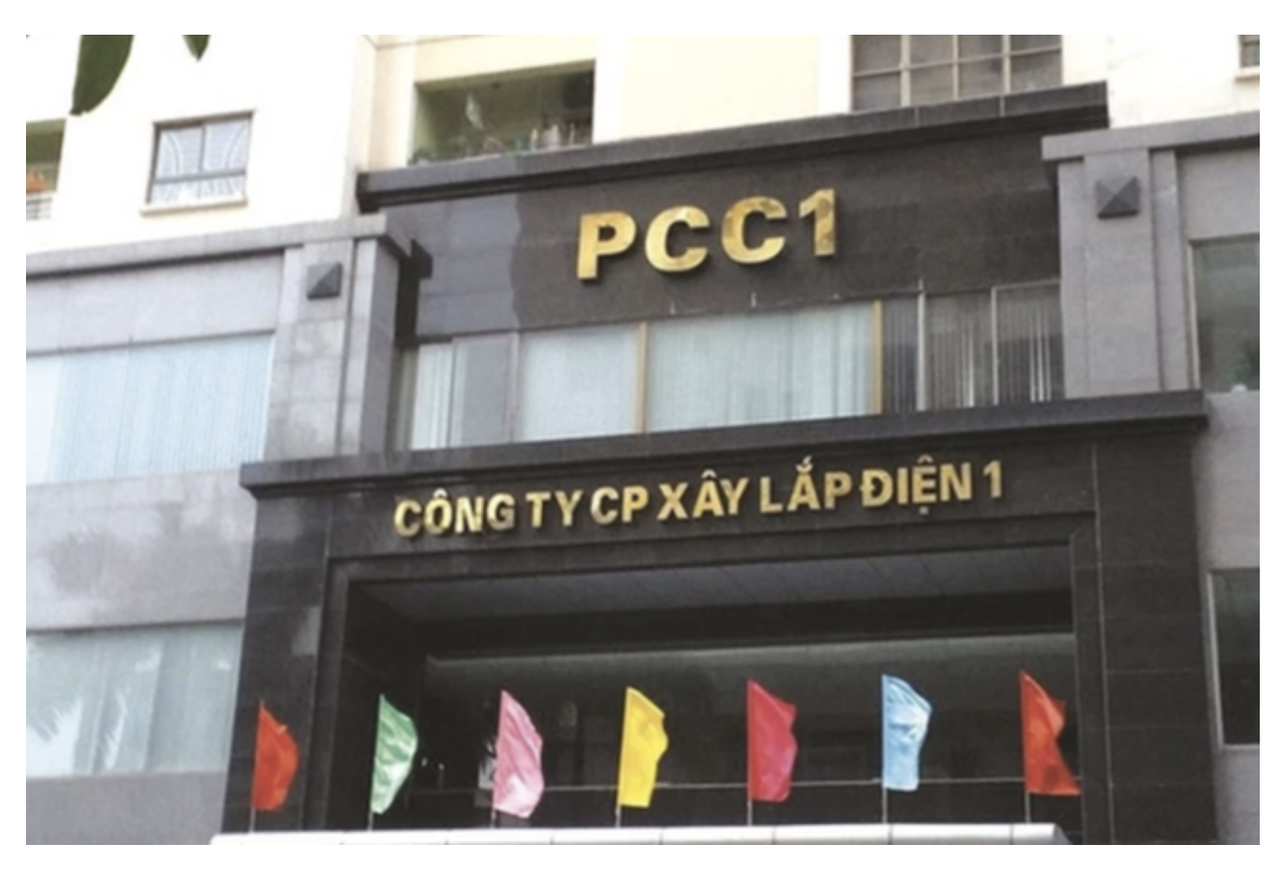 PCC1
CÔNG TY CP XÂY LẮP ĐIỆN 1